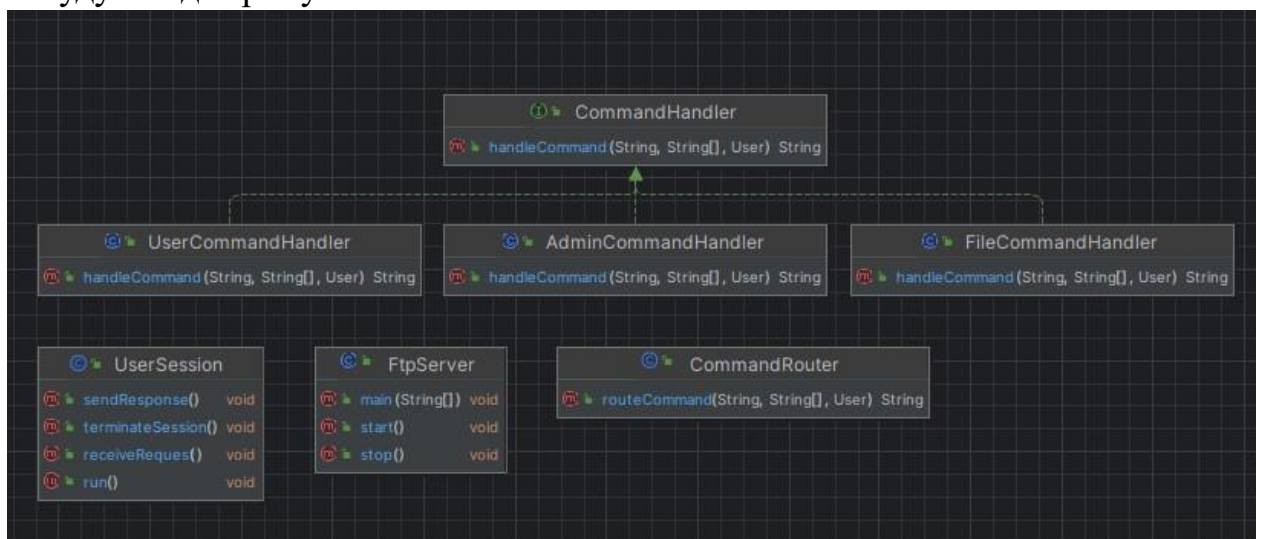 CommandHandler
handleCommand(String, String[], User) String
UserCommandHandler
handleCommand(String, String[], User) String
AdminCommandHandler
handleCommand(String, String[], User) String
FileCommandHandler
handleCommand(String, String[], User) String
UserSession
sendResponse() void
terminateSession() void
receiveReques() void
run() void
FtpServer
main(String[]) void
start() void
stop() void
CommandRouter
routeCommand(String, String[], User) String